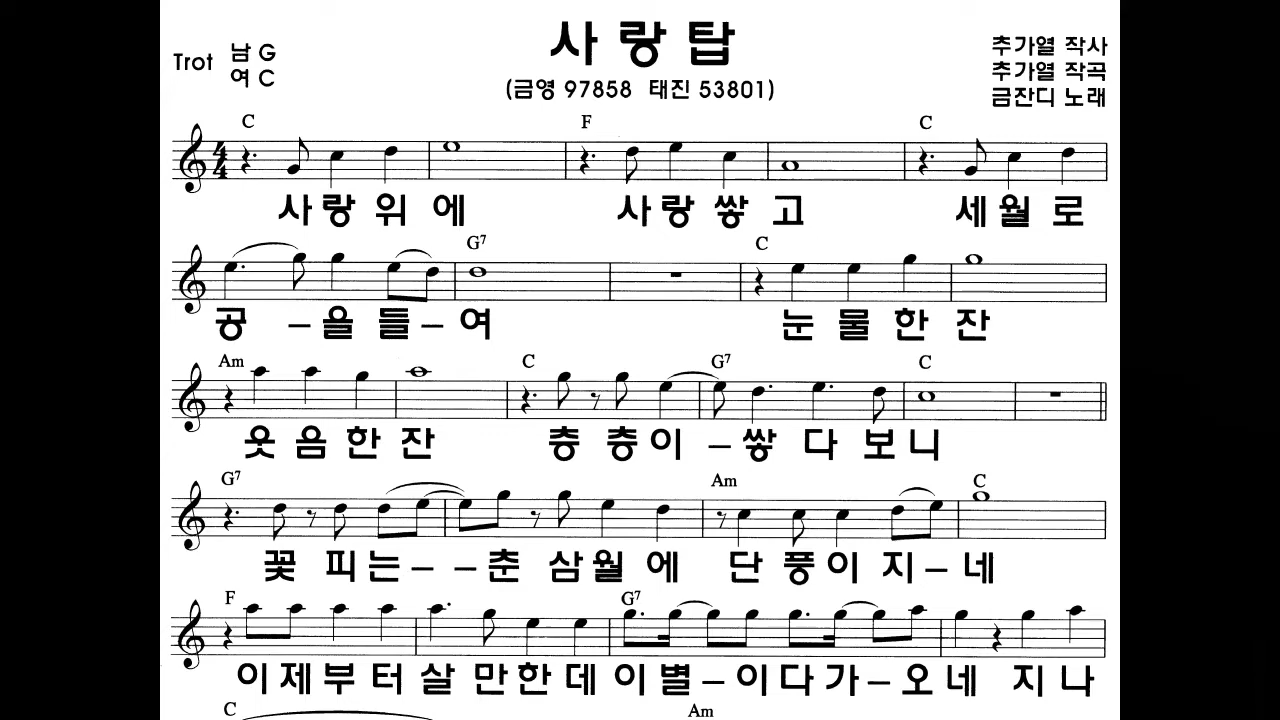 사랑탑
Trot 남 G
여 C
(금영 97858 태진 53801)
추가열 작사
추가열 작곡
금잔디 노래
C F C
4
4
사랑위에 사랑쌓고 세월로
G7 C
공 – 을들 – 여 눈물한잔
Am C G7 C
웃음한잔 층층이 – 쌓다보니
G7 Am C
꽃피는 – – 춘삼월에 단풍이지 – 네
F G7
이제부터살만한데이별 – 이다가 – 오네 지나
C Am